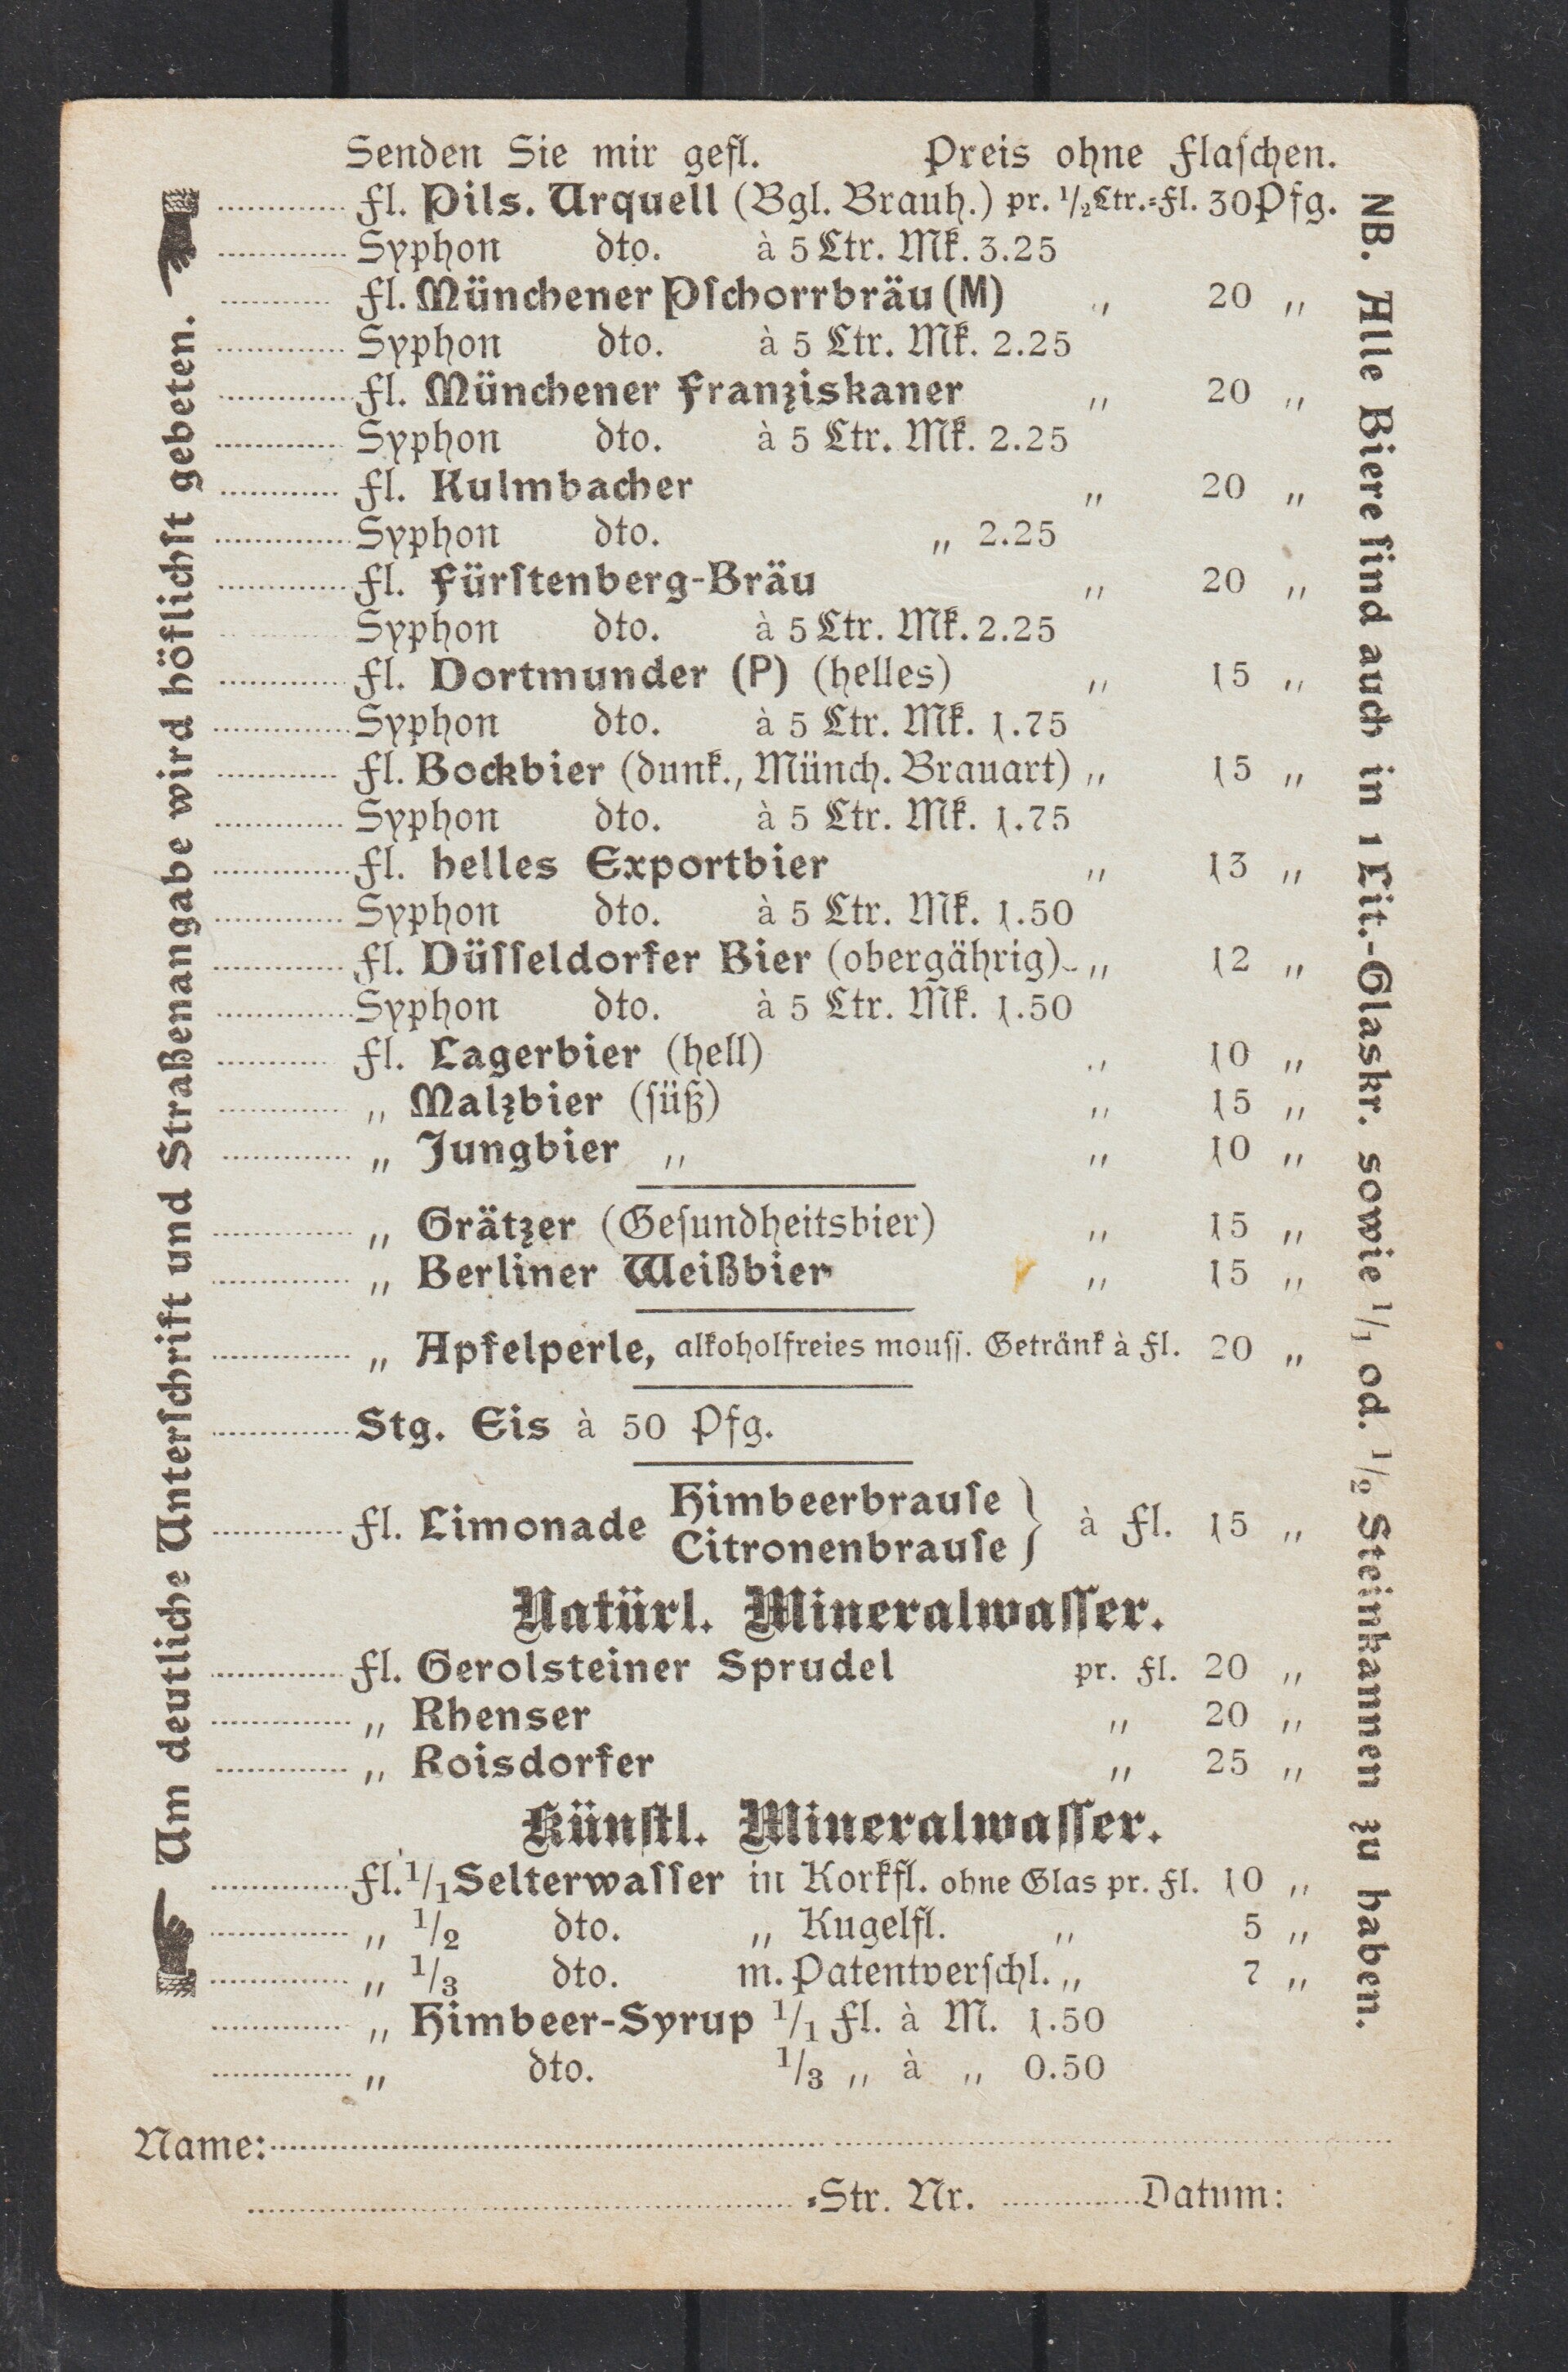 Senden Sie mir gefl. Preis ohne Flaſchen.
............. Fl. Pils. Urquell (Bgl. Brauh.) pr. 1/2 Ltr.=Fl. 30 Pfg.
............. Syphon dto. à 5 Ltr. Mk. 3.25
........... Fl. Münchener Pſchorrbräu (M) „ 20 „
............. Syphon dto. à 5 Ltr. Mk. 2.25
............. Fl. Münchener Franziskaner „ 20 „
............. Syphon dto. à 5 Ltr. Mk. 2.25
............ Fl. Kulmbacher „ 20 „
............. Syphon dto. „ 2.25
............. Fl. Fürſtenberg-Bräu „ 20 „
............. Syphon dto. à 5 Ltr. Mk. 2.25
............. Fl. Dortmunder (P) (helles) „ 15 „
............. Syphon dto. à 5 Ltr. Mk. 1.75
............ Fl. Bockbier (dunk., Münch. Brauart) „ 15 „
............. Syphon dto. à 5 Ltr. Mk. 1.75
............. Fl. helles Exportbier „ 13 „
............. Syphon dto. à 5 Ltr. Mk. 1.50
............. Fl. Düſſeldorfer Bier (obergährig) „ 12 „
............. Syphon dto. à 5 Ltr. Mk. 1.50
........... Fl. Lagerbier (hell) „ 10 „
............. „ Malzbier (ſüß) „ 15 „
............. „ Jungbier „ „ 10 „
............. „ Grätzer (Geſundheitsbier) „ 15 „
............. „ Berliner Weißbier „ 15 „
............. „ Apfelperle, alkoholfreies mouſſ. Getränk à Fl. 20 „
............. Stg. Eis à 50 Pfg.
............. Fl. Limonade Himbeerbrauſe } à Fl. 15 „
Citronenbrauſe
Natürl. Mineralwaſſer.
............. Fl. Gerolsteiner Sprudel pr. Fl. 20 „
............. „ Rhenser „ 20 „
............. „ Roisdorfer „ 25 „
Künſtl. Mineralwaſſer.
............. Fl. 1/1 Selterwaſſer in Korkfl. ohne Glas pr. Fl. 10 „
............. „ 1/2 dto. „ Kugelfl. „ 5 „
............. „ 1/3 dto. m. Patentverſchl. „ 7 „
............. „ Himbeer-Syrup 1/1 Fl. à M. 1.50
............. „ dto. 1/3 „ à „ 0.50
Name:.............
............. =Str. Nr. ............. Datum:
Um deutliche Unterſchrift und Straßenangabe wird höflichſt gebeten.
NB. Alle Biere ſind auch in 1 Lit.-Glaskr. sowie 1/1 od. 1/2 Steinkannen zu haben.